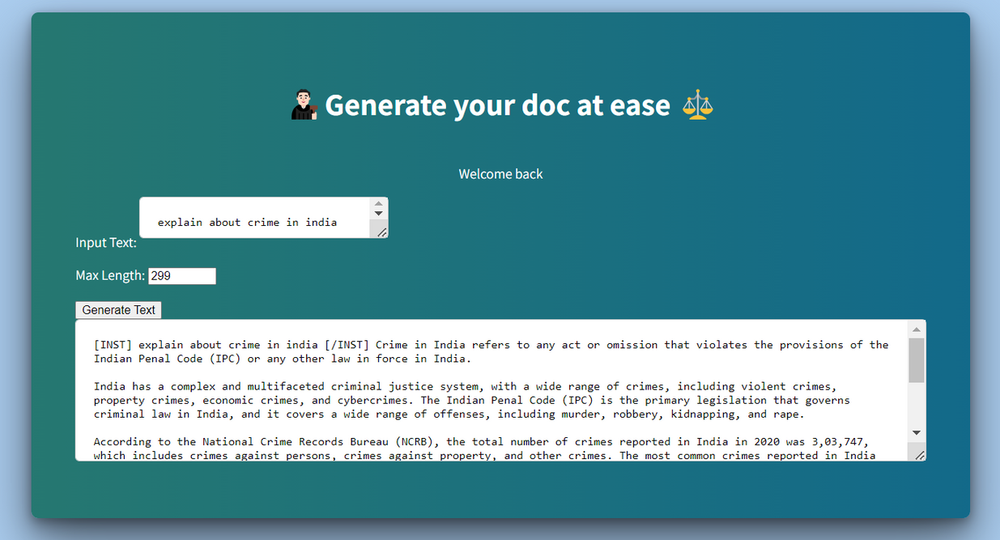 Generate your doc at ease
Welcome back
explain about crime in india
Input Text:
Max Length: 299
Generate Text
[INST] explain about crime in india [/INST] Crime in India refers to any act or omission that violates the provisions of the
Indian Penal Code (IPC) or any other law in force in India.
India has a complex and multifaceted criminal justice system, with a wide range of crimes, including violent crimes,
property crimes, economic crimes, and cybercrimes. The Indian Penal Code (IPC) is the primary legislation that governs
criminal law in India, and it covers a wide range of offenses, including murder, robbery, kidnapping, and rape.
According to the National Crime Records Bureau (NCRB), the total number of crimes reported in India in 2020 was 3,03,747,
which includes crimes against persons, crimes against property, and other crimes. The most common crimes reported in India